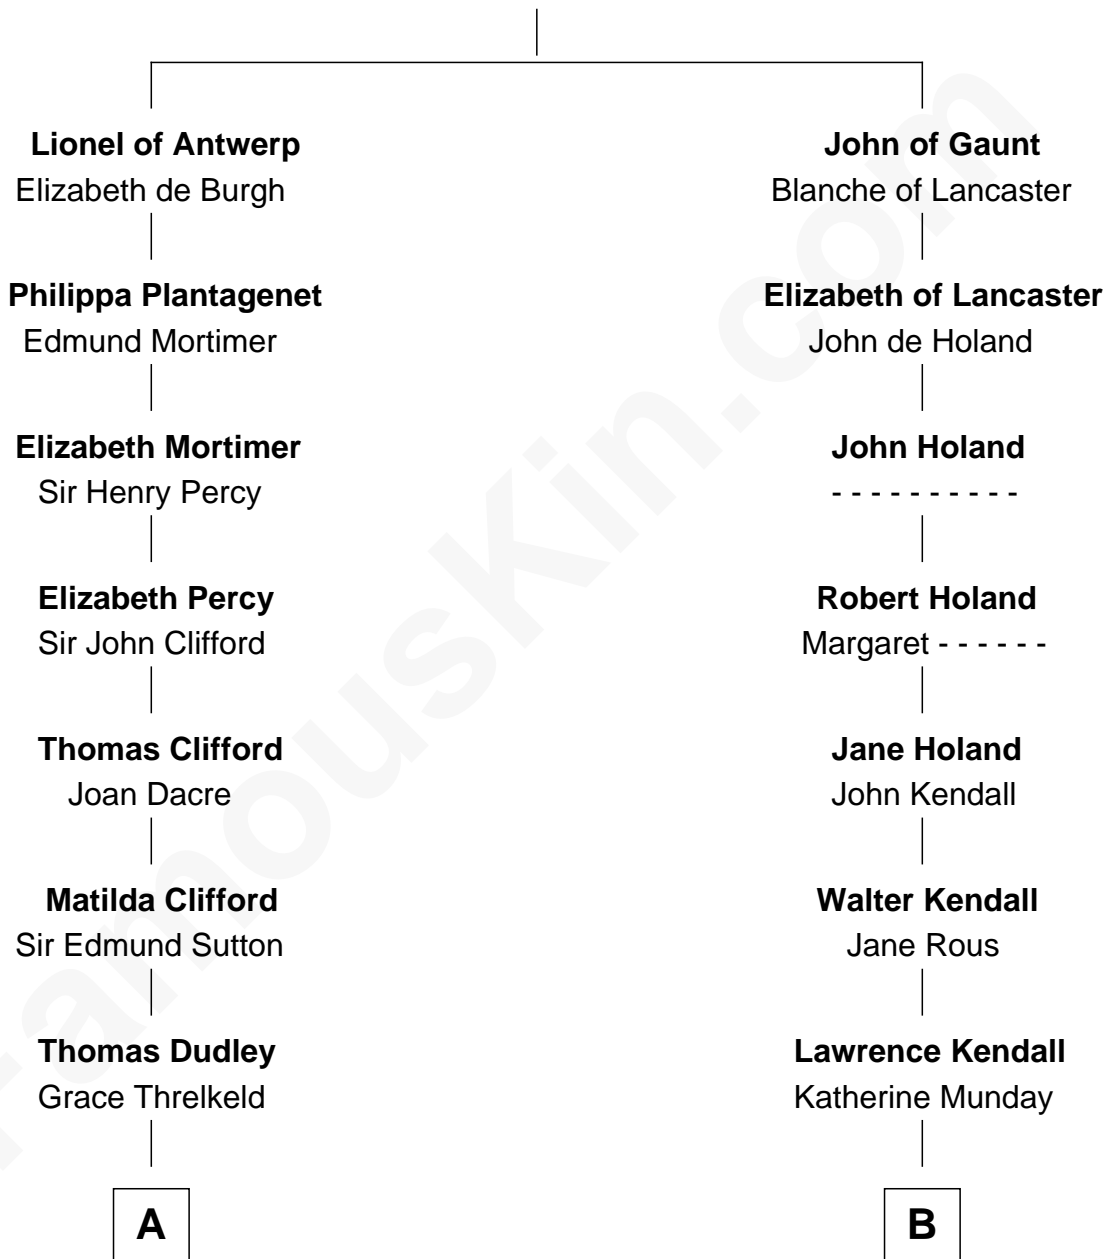 Lionel of Antwerp
Elizabeth de Burgh
Philippa Plantagenet
Edmund Mortimer
Elizabeth Mortimer
Sir Henry Percy
Elizabeth Percy
Sir John Clifford
Thomas Clifford
Joan Dacre
Matilda Clifford
Sir Edmund Sutton
Thomas Dudley
Grace Threlkeld
A
John of Gaunt
Blanche of Lancaster
Elizabeth of Lancaster
John de Holand
John Holand
- - - - - - - - - -
Robert Holand
Margaret - - - - - -
Jane Holand
John Kendall
Walter Kendall
Jane Rous
Lawrence Kendall
Katherine Munday
B
FamousKin.com